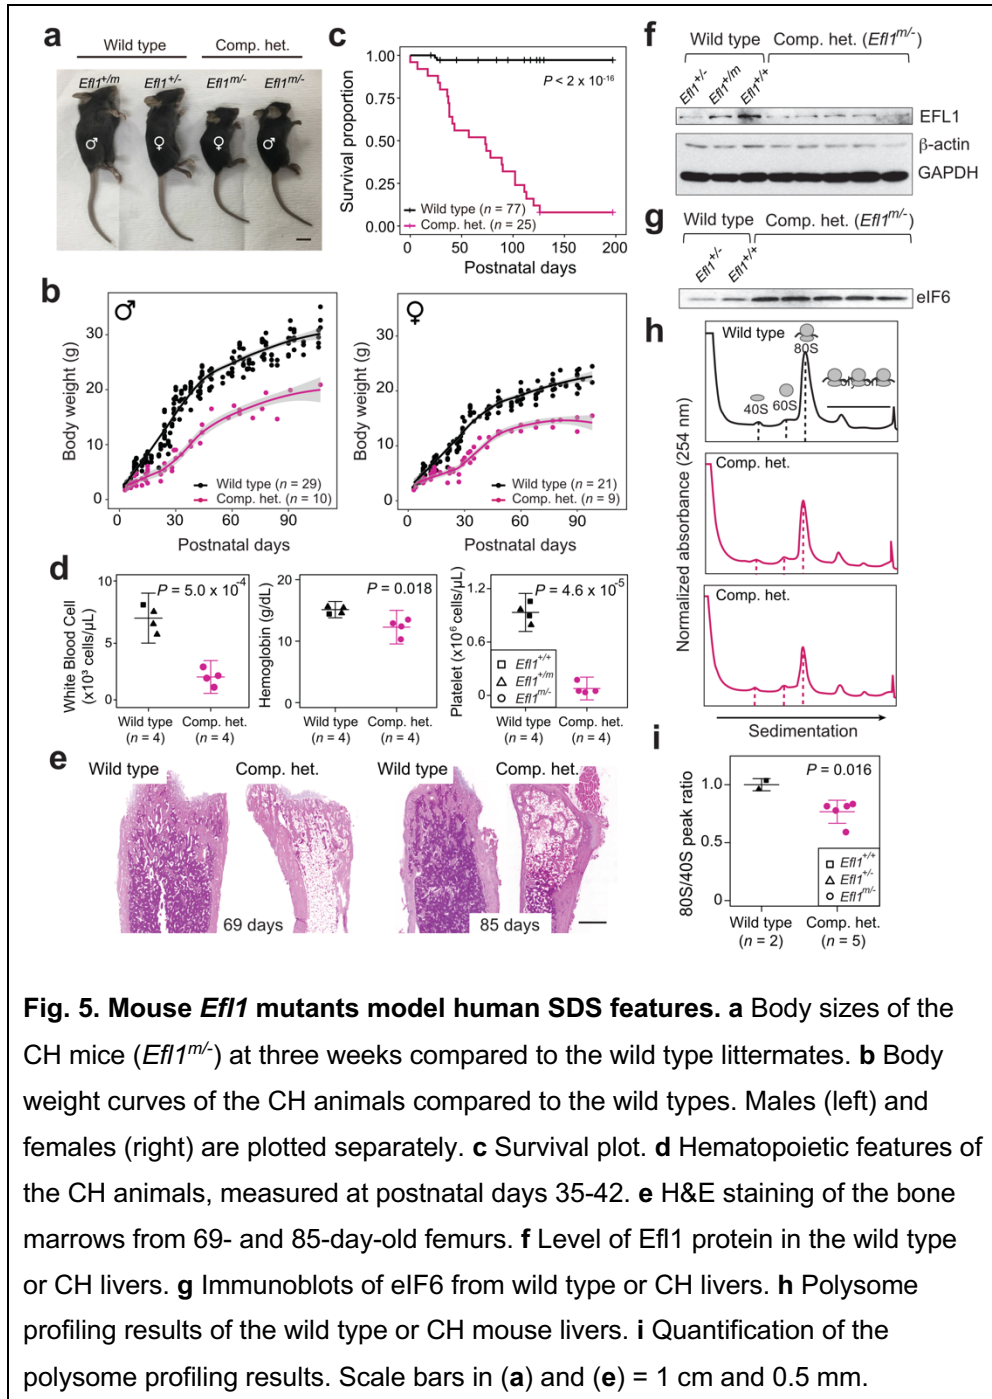 a
Wild type
Comp. het.
Efl1+/m
Efl1+/-
Efl1m/-
Efl1m/-
♂
♀
♀
♂
b
♂
Body weight (g)
30
20
10
0
0
30
60
90
Wild type (n = 29)
Comp. het. (n = 10)
Postnatal days
♀
Body weight (g)
30
20
10
0
0
30
60
90
Wild type (n = 21)
Comp. het. (n = 9)
Postnatal days
c
Survival proportion
1.00
0.75
0.50
0.25
0.00
P < 2 x 10-16
Wild type (n = 77)
Comp. het. (n = 25)
0
50
100
150
200
Postnatal days
d
White Blood Cell
(x10³ cells/µL)
10
5
0
P = 5.0 x 10-4
Wild type
(n = 4)
Comp. het.
(n = 4)
Hemoglobin (g/dL)
20
10
0
P = 0.018
Wild type
(n = 4)
Comp. het.
(n = 4)
Platelet (x10⁶ cells/µL)
1.2
0.8
0
P = 4.6 x 10-5
Efl1+/+
Efl1+/m
Efl1m/-
Wild type
(n = 4)
Comp. het.
(n = 4)
e
Wild type
Comp. het.
69 days
Wild type
Comp. het.
85 days
f
Wild type
Comp. het. (Efl1m/-)
Efl1+/-
Efl1+/m
Efl1+/+
EFL1
β-actin
GAPDH
g
Wild type
Comp. het. (Efl1m/-)
Efl1+/-
Efl1+/+
eIF6
h
Normalized absorbance (254 nm)
Wild type
40S
60S
80S
Comp. het.
Comp. het.
Sedimentation
i
80S/40S peak ratio
1.0
0.5
0
P = 0.016
Efl1+/+
Efl1+/-
Efl1m/-
Wild type
(n = 2)
Comp. het.
(n = 5)
Fig. 5. Mouse Efl1 mutants model human SDS features. a Body sizes of the
CH mice (Efl1m/-) at three weeks compared to the wild type littermates. b Body
weight curves of the CH animals compared to the wild types. Males (left) and
females (right) are plotted separately. c Survival plot. d Hematopoietic features of
the CH animals, measured at postnatal days 35-42. e H&E staining of the bone
marrows from 69- and 85-day-old femurs. f Level of Efl1 protein in the wild type
or CH livers. g Immunoblots of eIF6 from wild type or CH livers. h Polysome
profiling results of the wild type or CH mouse livers. i Quantification of the
polysome profiling results. Scale bars in (a) and (e) = 1 cm and 0.5 mm.